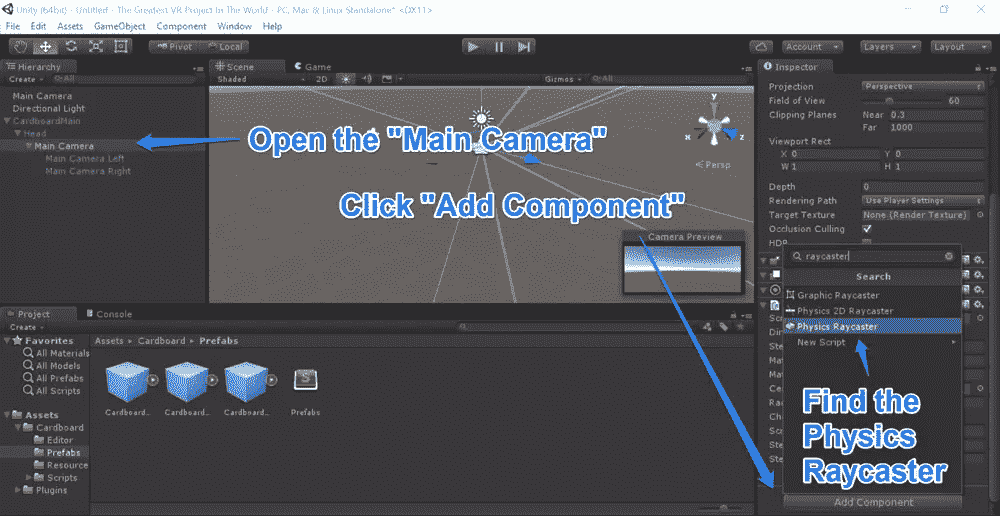 Unity (64bit) - Untitled - The Greatest VR Project In The World - PC, Mac & Linux Standalone* <DX11>
File Edit Assets GameObject Component Window Help
Pivot Local Account Layers Layout
Hierarchy
Create All
Main Camera
Directional Light
CardboardMain
Head
Main Camera
Main Camera Left
Main Camera Right
Scene Game
Shaded 2D Gizmos All
y
x z
Persp
Open the "Main Camera"
Click "Add Component"
Camera Preview
Inspector
Projection Perspective
Field of View 60
Clipping Planes Near 0.3
Far 1000
Viewport Rect
X 0 Y 0
W 1 H 1
Depth 0
Rendering Path Use Player Settings
Target Texture None (Render Texture)
Occlusion Culling
HDR
raycaster
Search
Graphic Raycaster
Physics 2D Raycaster
Physics Raycaster
New Script
Find the
Physics
Raycaster
Add Component
Project Console
Create
Favorites
All Materials
All Models
All Prefabs
All Scripts
Assets
Cardboard
Editor
Prefabs
Resource
Scripts
Plugins
Assets Cardboard Prefabs
Cardboard... Cardboard... Cardboard... Prefabs